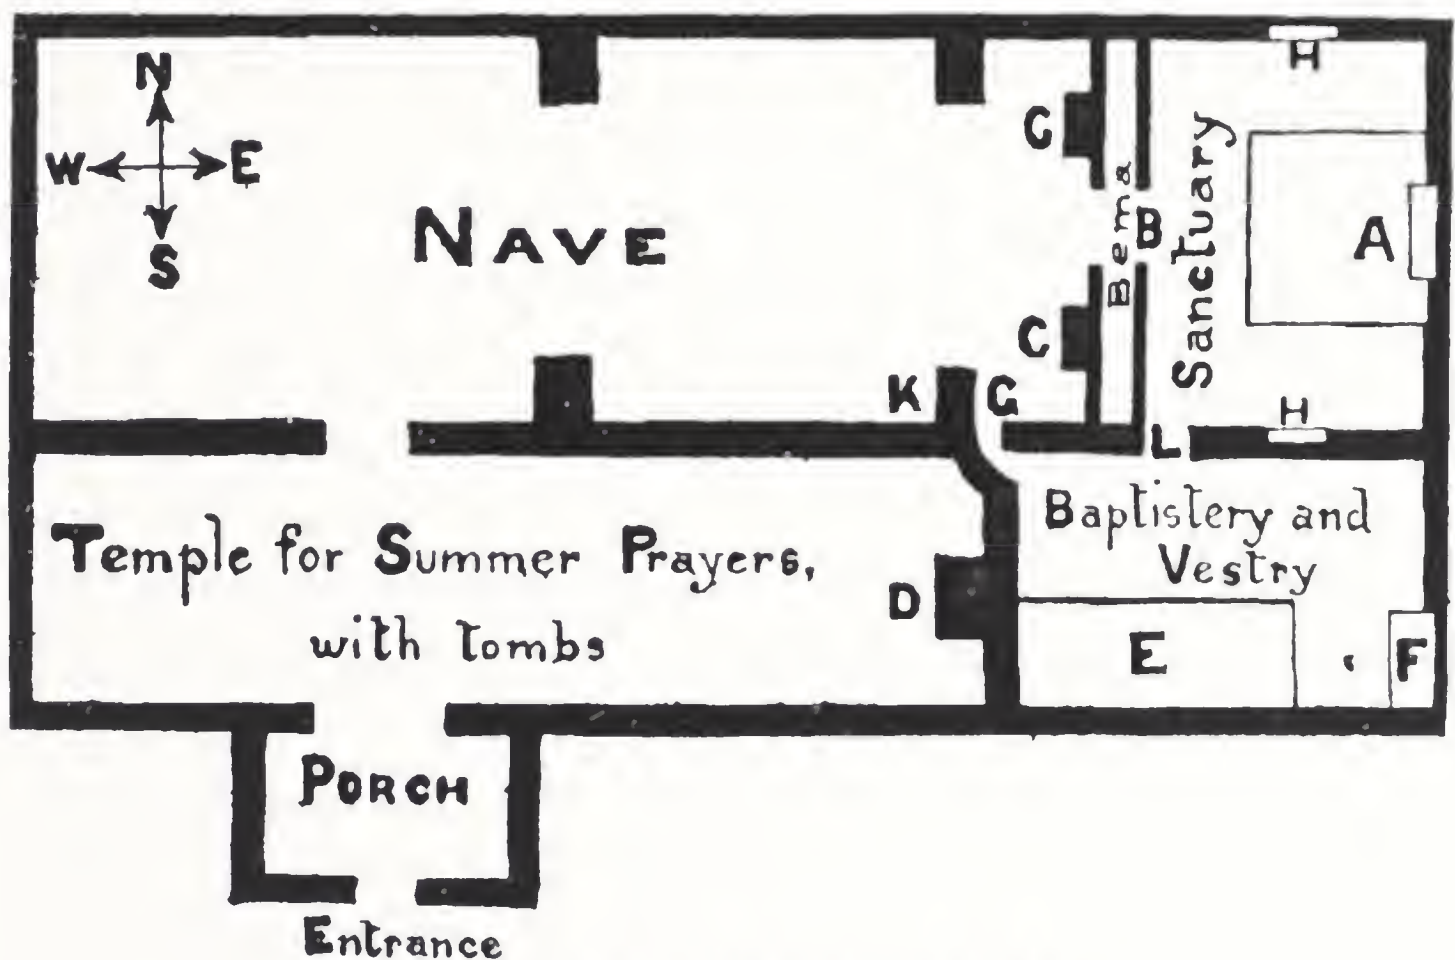 N
W E
S
NAVE
C
C
Bema
B
Sanctuary
H
A
K
G
H
L
Temple for Summer Prayers,
with tombs
D
Baptistery and
Vestry
E
F
PORCH
Entrance